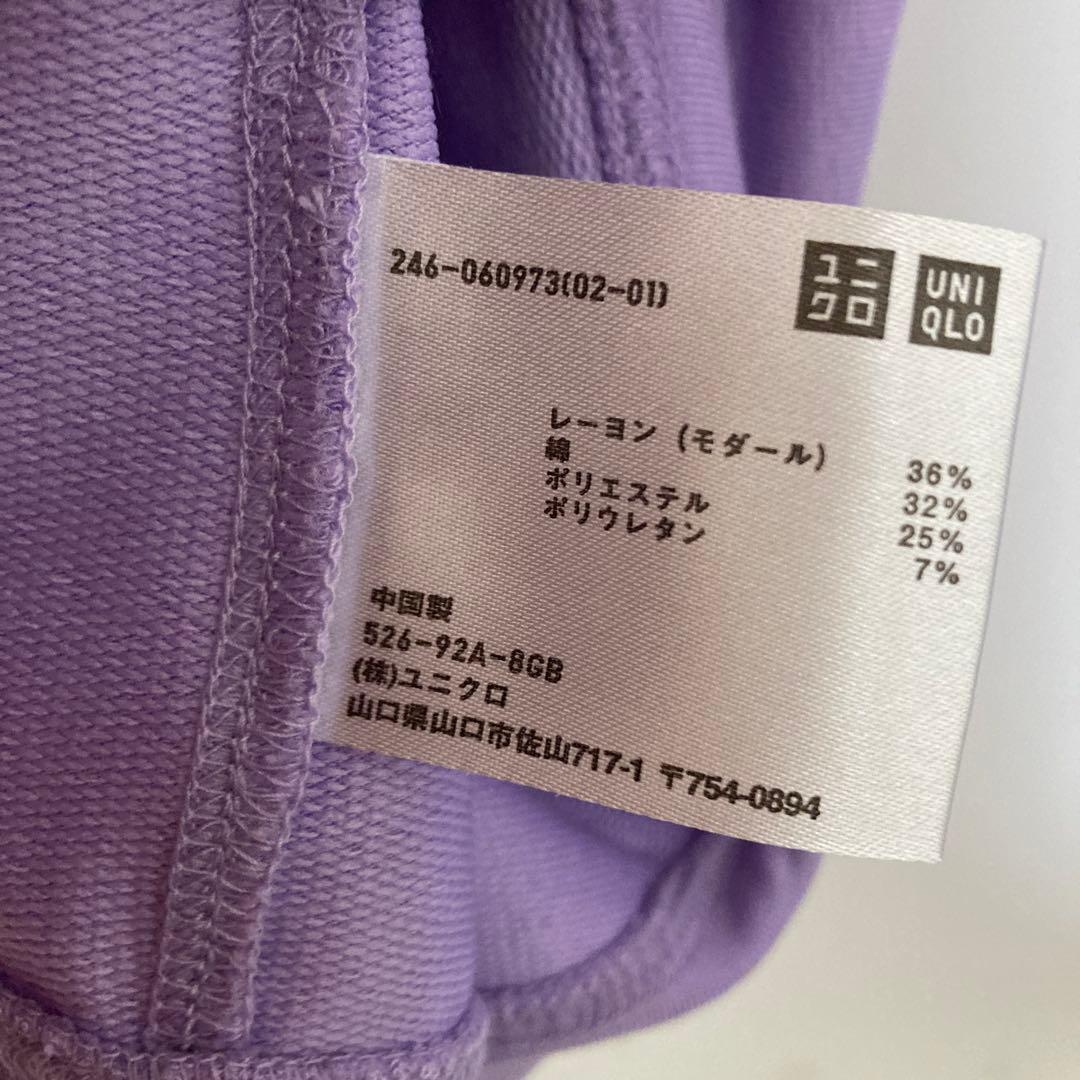 246-060973(02-01)
ユニ
クロ
UNI
QLO
レーヨン (モダール) 36%
綿 32%
ポリエステル 25%
ポリウレタン 7%
中国製
526-92A-8GB
(株)ユニクロ
山口県山口市佐山717-1 〒754-0894